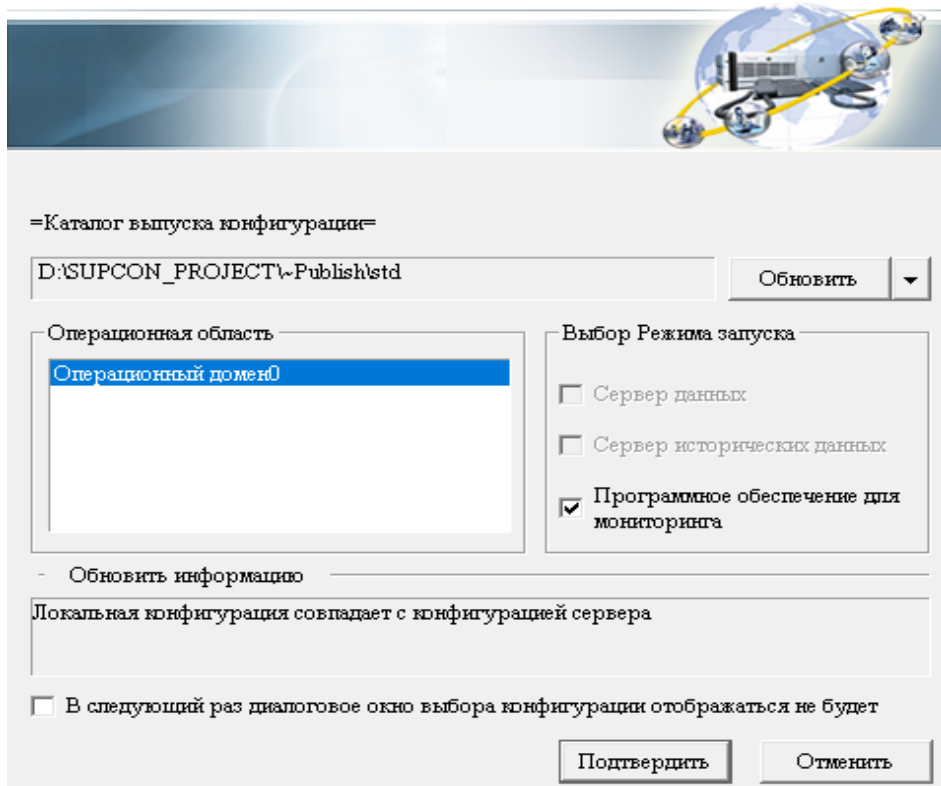 =Каталог выпуска конфигурации=
D:\SUPCON_PROJECT\~Publish\std
Обновить
Операционная область
Операционный домен0
Выбор Режима запуска
Сервер данных
Сервер исторических данных
Программное обеспечение для
мониторинга
- Обновить информацию
Локальная конфигурация совпадает с конфигурацией сервера
В следующий раз диалоговое окно выбора конфигурации отображаться не будет
Подтвердить
Отменить